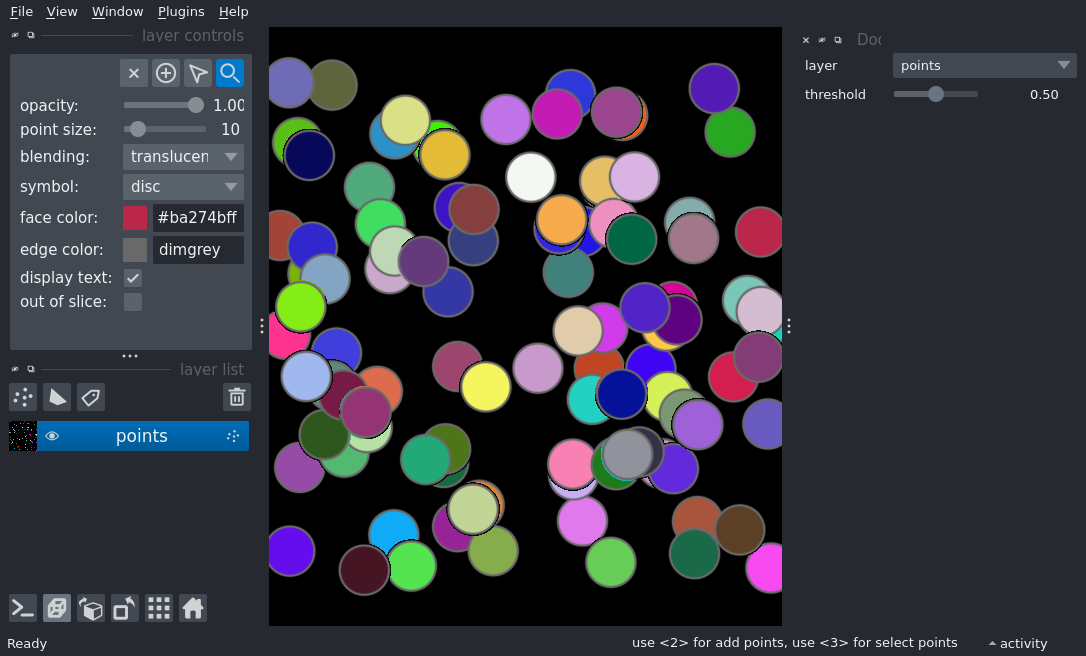 File View Window Plugins Help
layer controls
opacity: 1.00
point size: 10
blending: translucen
symbol: disc
face color: #ba274bff
edge color: dimgrey
display text:
out of slice:
layer list
points
Doc
layer points
threshold 0.50
Ready use <2> for add points, use <3> for select points activity